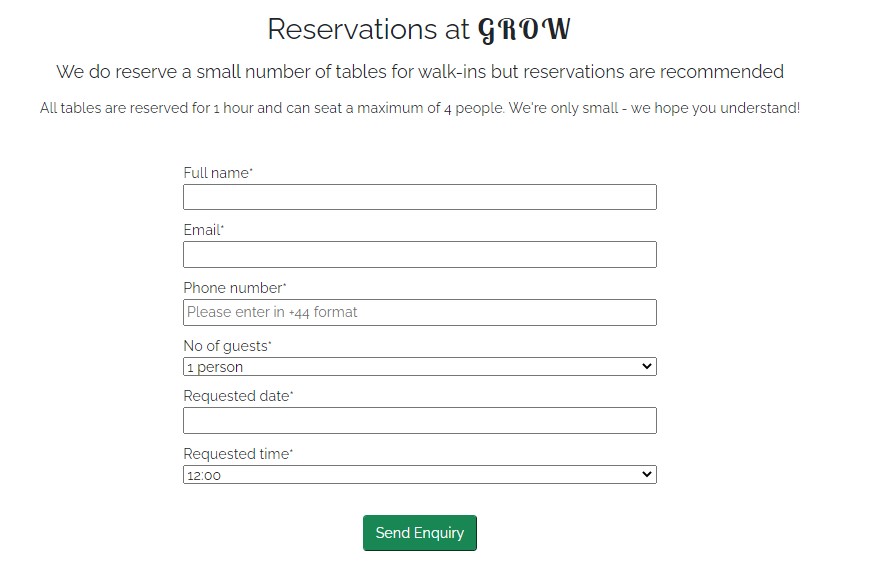 Reservations at GROW
We do reserve a small number of tables for walk-ins but reservations are recommended
All tables are reserved for 1 hour and can seat a maximum of 4 people. We're only small - we hope you understand!
Full name*
Email*
Phone number*
Please enter in +44 format
No of guests*
1 person
Requested date*
Requested time*
12:00
Send Enquiry